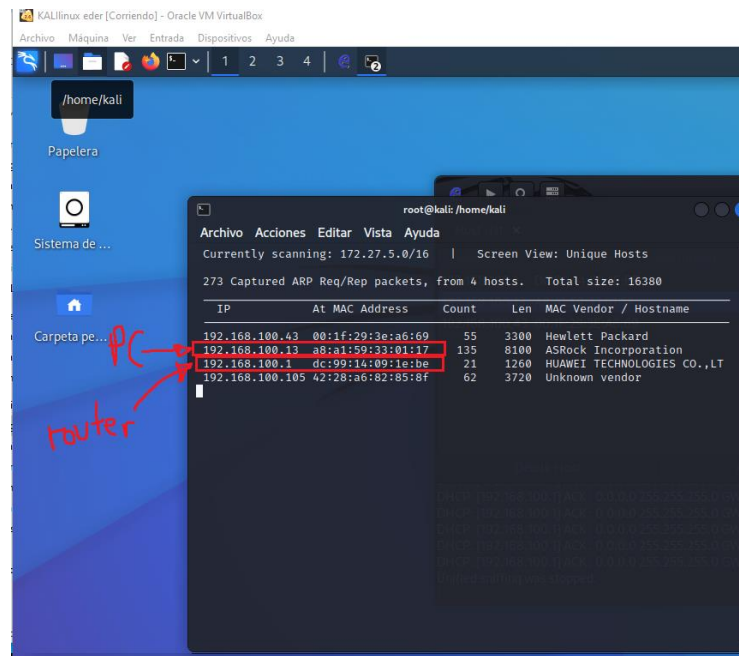 KALIlinux eder [Corriendo] - Oracle VM VirtualBox
Archivo Máquina Ver Entrada Dispositivos Ayuda
1 2 3 4
/home/kali
Papelera
Sistema de ...
Carpeta pe...
PC
router
root@kali: /home/kali
Archivo Acciones Editar Vista Ayuda
Currently scanning: 172.27.5.0/16 | Screen View: Unique Hosts
273 Captured ARP Req/Rep packets, from 4 hosts. Total size: 16380
IP At MAC Address Count Len MAC Vendor / Hostname
192.168.100.43 00:1f:29:3e:a6:69 55 3300 Hewlett Packard
192.168.100.13 a8:a1:59:33:01:17 135 8100 ASRock Incorporation
192.168.100.1 dc:99:14:09:1e:be 21 1260 HUAWEI TECHNOLOGIES CO.,LT
192.168.100.105 42:28:a6:82:85:8f 62 3720 Unknown vendor